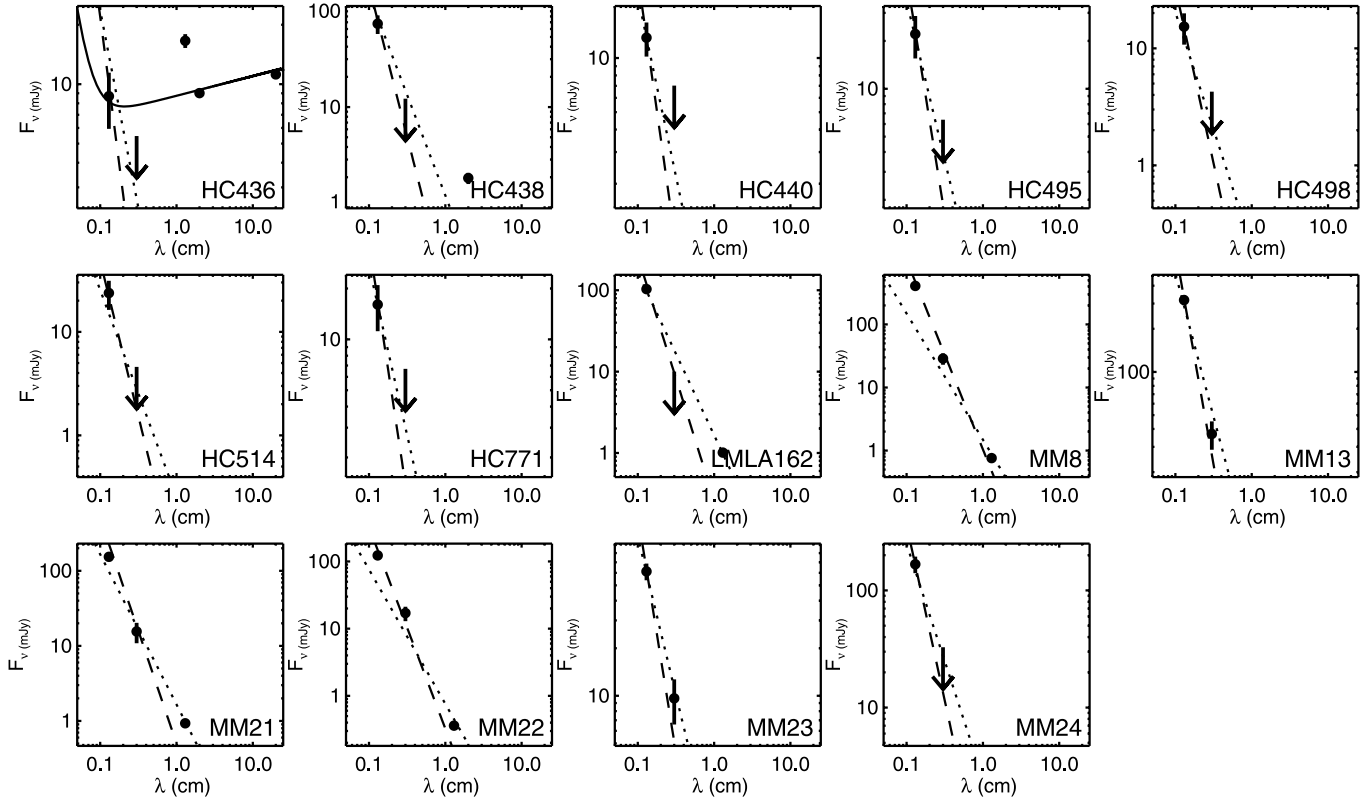 100
F_ν (mJy)
10
HC436
0.1 1.0 10.0
λ (cm)
F_ν (mJy)
10
1
HC438
0.1 1.0 10.0
λ (cm)
F_ν (mJy)
10
HC440
0.1 1.0 10.0
λ (cm)
F_ν (mJy)
10
HC495
0.1 1.0 10.0
λ (cm)
F_ν (mJy)
10
1
HC498
0.1 1.0 10.0
λ (cm)
F_ν (mJy)
10
1
HC514
0.1 1.0 10.0
λ (cm)
F_ν (mJy)
10
HC771
0.1 1.0 10.0
λ (cm)
F_ν (mJy)
100
10
1
LMLA162
0.1 1.0 10.0
λ (cm)
F_ν (mJy)
100
10
1
MM8
0.1 1.0 10.0
λ (cm)
F_ν (mJy)
100
MM13
0.1 1.0 10.0
λ (cm)
F_ν (mJy)
100
10
1
MM21
0.1 1.0 10.0
λ (cm)
F_ν (mJy)
100
10
1
MM22
0.1 1.0 10.0
λ (cm)
F_ν (mJy)
10
MM23
0.1 1.0 10.0
λ (cm)
F_ν (mJy)
100
10
MM24
0.1 1.0 10.0
λ (cm)